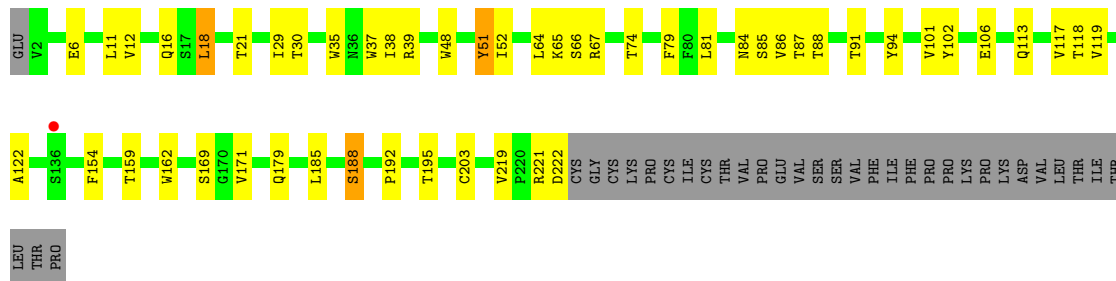 GLU V2 E6 L11 V12 Q16 S17 L18 T21 I29 T30 W35 N36 W37 I38 R39 W48 Y51 I52 L64 K65 S66 R67 T74 F79 F80 L81 N84 S85 V86 T87 T88 T91 Y94 V101 Y102 E106 Q113 V117 T118 V119
A122 S136 F154 T159 W162 S169 G170 V171 Q179 L185 S188 P192 T195 C203 V219 P220 R221 D222 CYS GLY CYS LYS PRO CYS ILE CYS THR VAL PRO GLU VAL SER SER VAL PHE ILE PHE PRO PRO LYS PRO LYS ASP VAL LEU THR ILE THR
LEU THR PRO